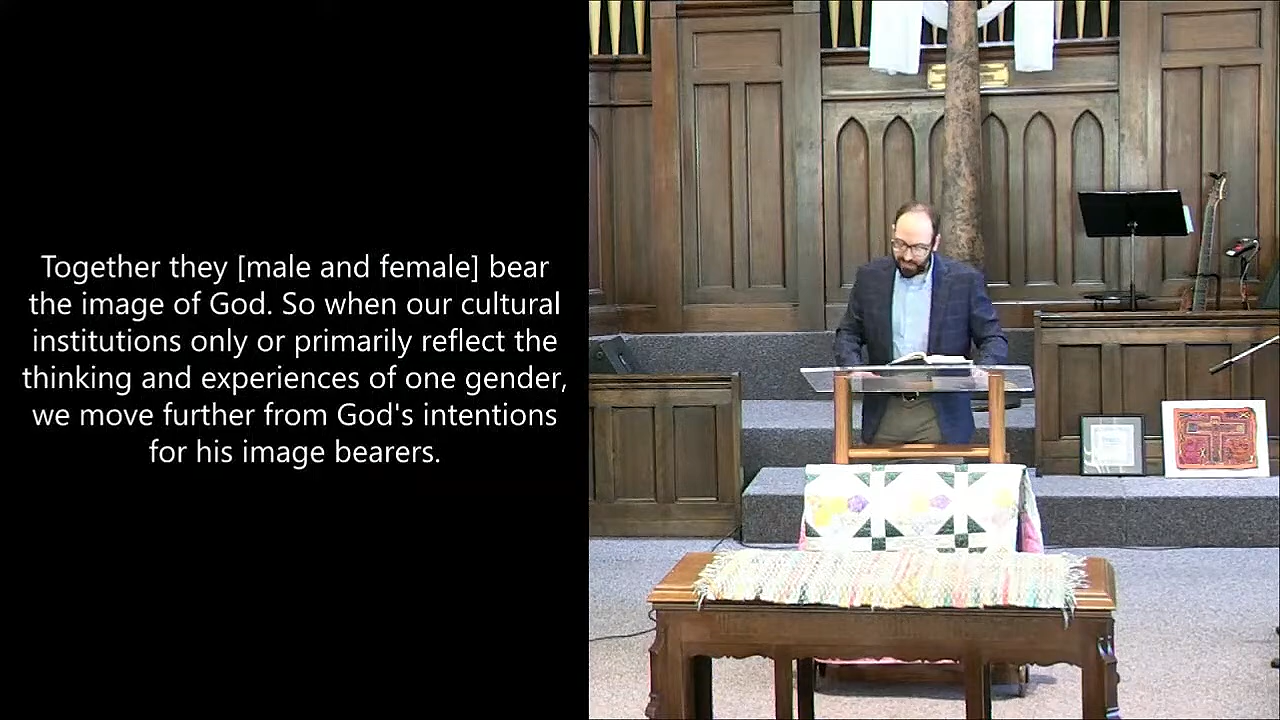 Together they [male and female] bear
the image of God. So when our cultural
institutions only or primarily reflect the
thinking and experiences of one gender,
we move further from God's intentions
for his image bearers.